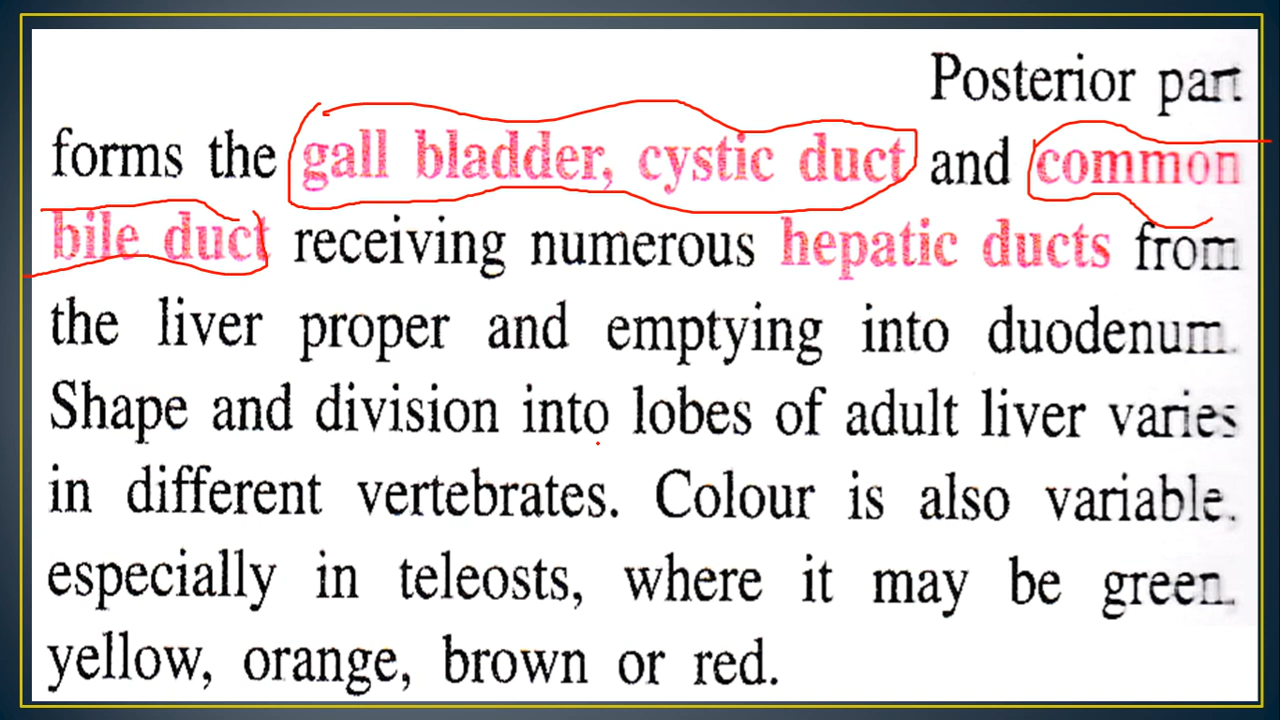 Posterior part
forms the gall bladder, cystic duct and common
bile duct receiving numerous hepatic ducts from
the liver proper and emptying into duodenum.
Shape and division into lobes of adult liver varies
in different vertebrates. Colour is also variable,
especially in teleosts, where it may be green,
yellow, orange, brown or red.